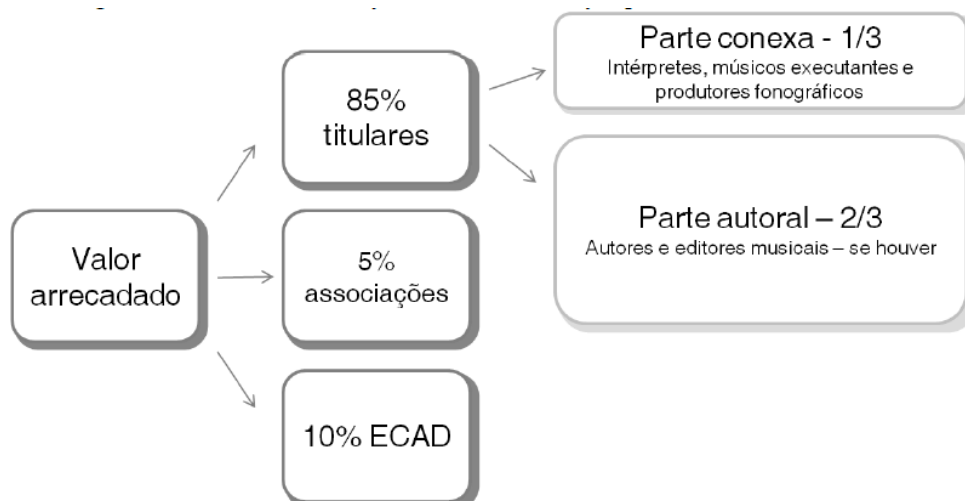 Valor
arrecadado
85%
titulares
5%
associações
10% ECAD
Parte conexa - 1/3
Intérpretes, músicos executantes e
produtores fonográficos
Parte autoral – 2/3
Autores e editores musicais – se houver